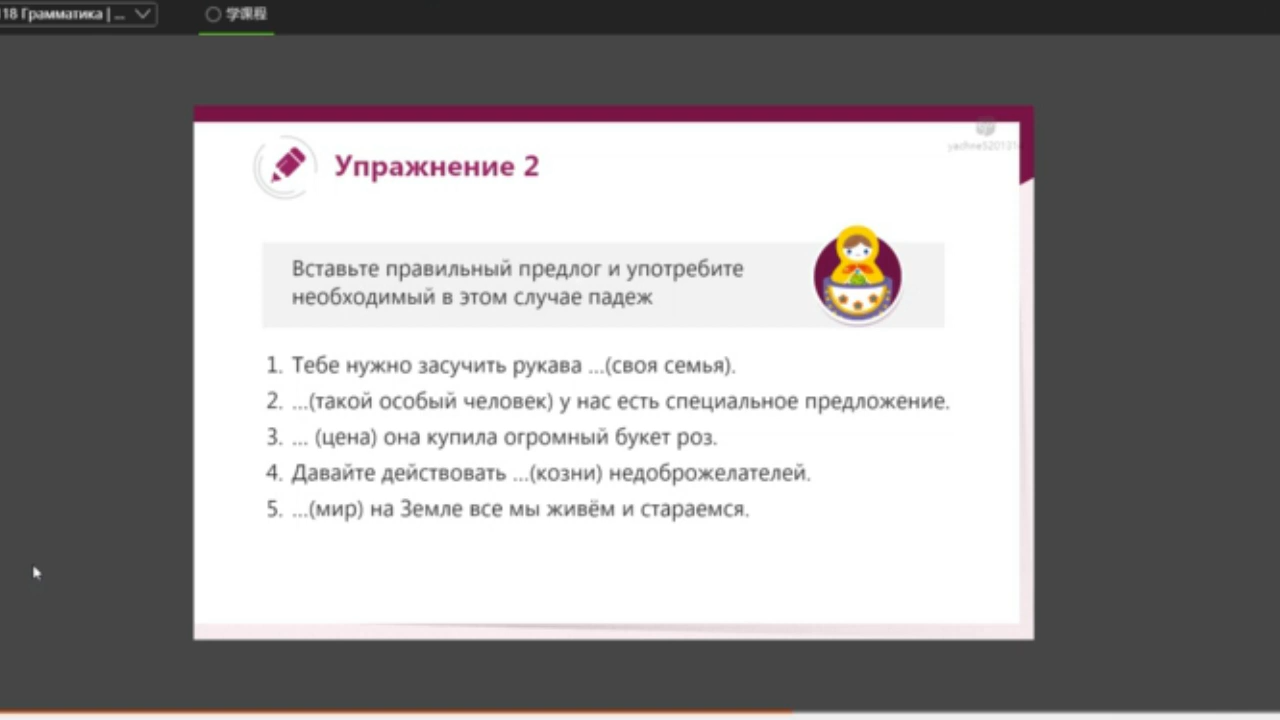 118 Грамматика | ...
学课程
Упражнение 2
Вставьте правильный предлог и употребите
необходимый в этом случае падеж
1. Тебе нужно засучить рукава ...(своя семья).
2. ...(такой особый человек) у нас есть специальное предложение.
3. ... (цена) она купила огромный букет роз.
4. Давайте действовать ...(козни) недоброжелателей.
5. ...(мир) на Земле все мы живём и стараемся.